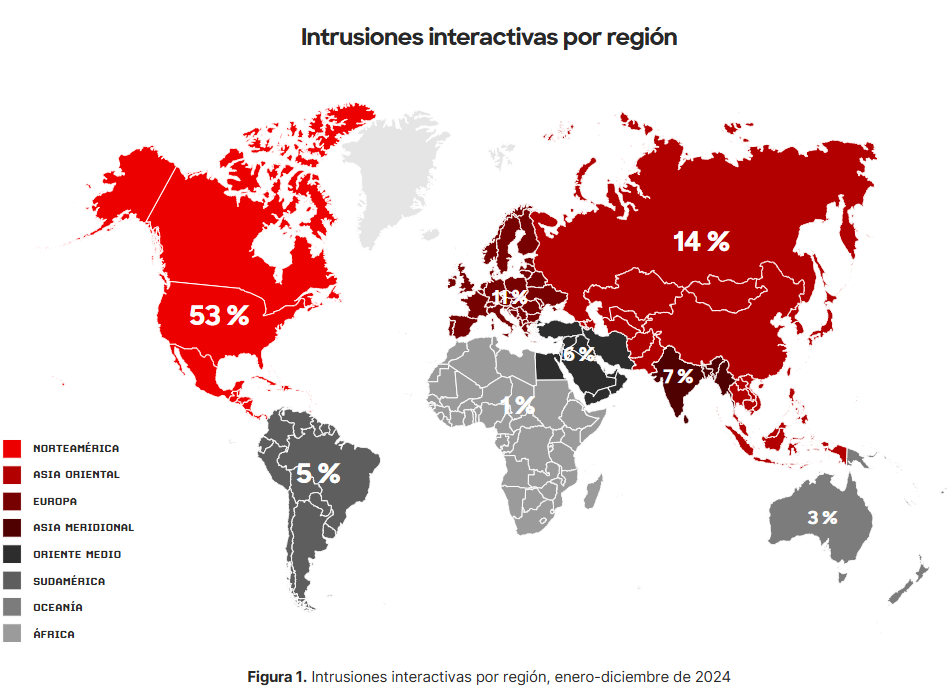 Intrusiones interactivas por región
14 %
11 %
53 %
6 %
7 %
1 %
5 %
3 %
NORTEAMÉRICA
ASIA ORIENTAL
EUROPA
ASIA MERIDIONAL
ORIENTE MEDIO
SUDAMÉRICA
OCEANÍA
ÁFRICA
Figura 1. Intrusiones interactivas por región, enero-diciembre de 2024